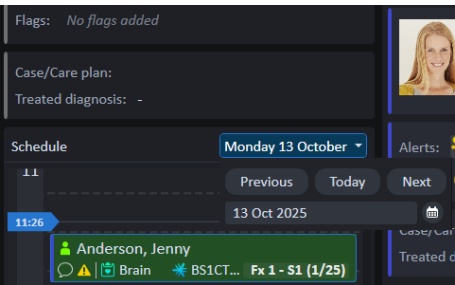 Flags: No flags added
Case/Care plan:
Treated diagnosis: -
Schedule
Monday 13 October
Alerts:
11
Previous Today Next
13 Oct 2025
11:26
Case/Car
Anderson, Jenny
Treated d
Brain BS1CT... Fx 1 - S1 (1/25)